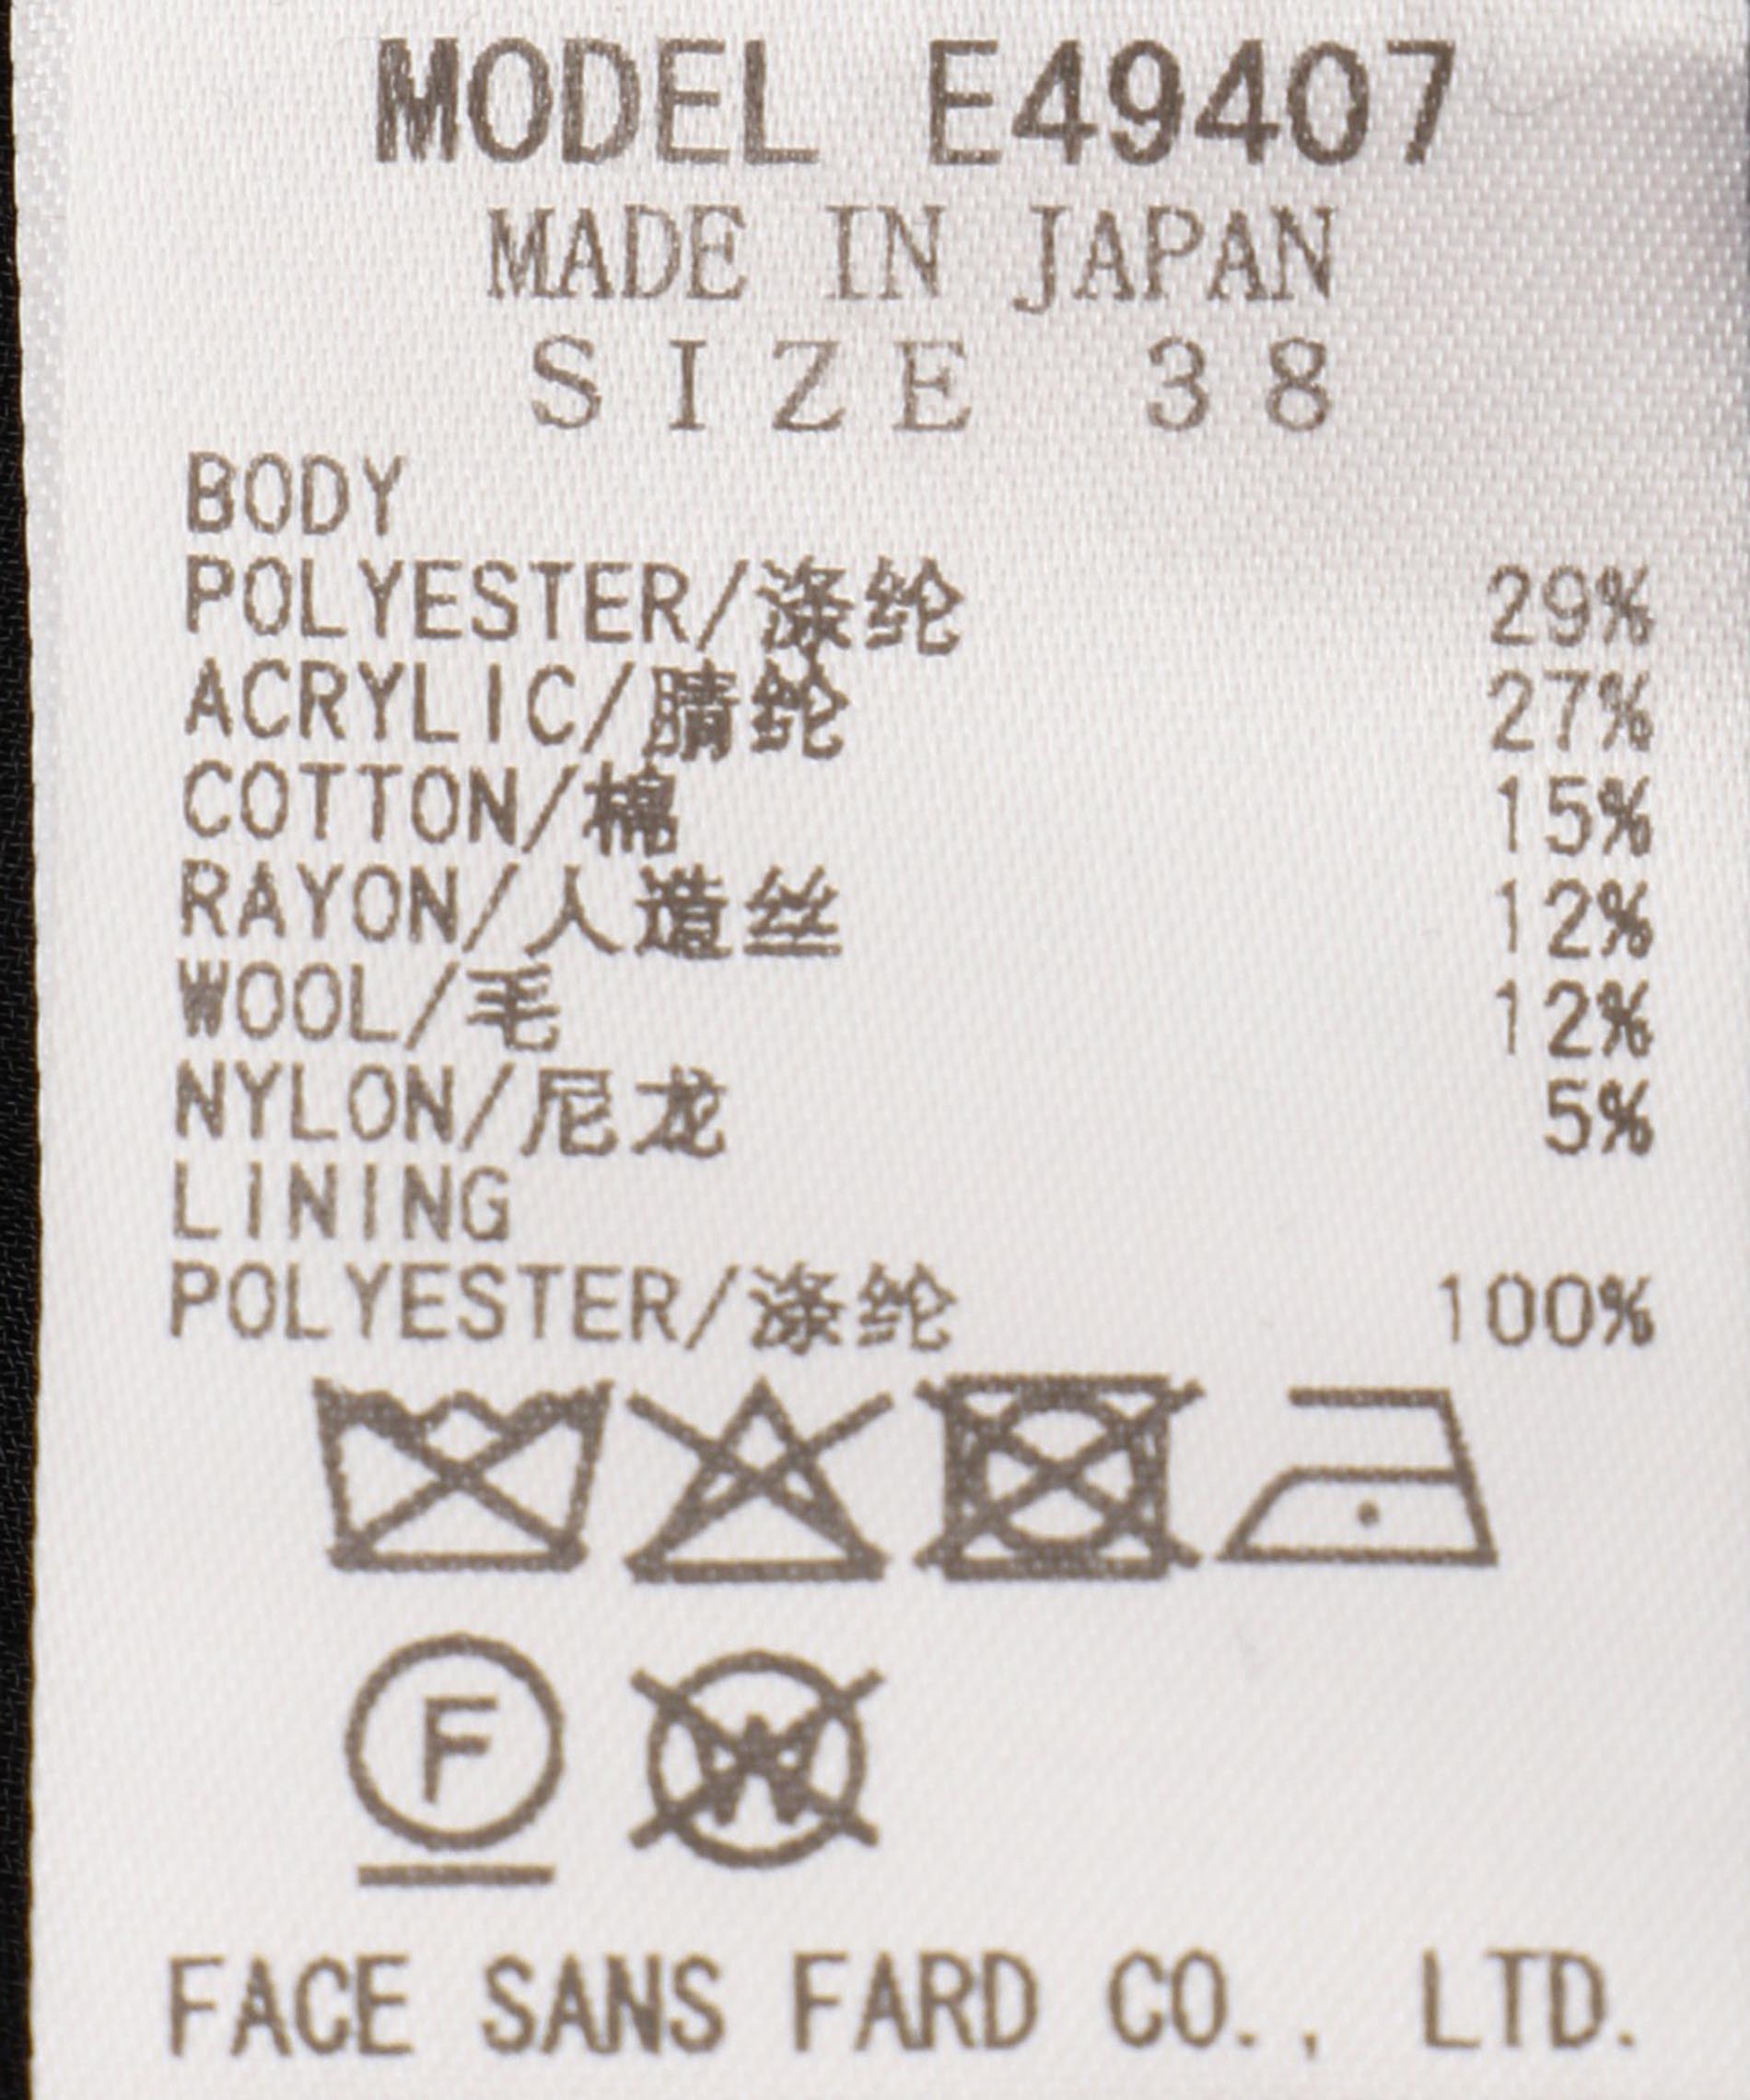 MODEL E49407
MADE IN JAPAN
SIZE 38
BODY
POLYESTER/涤纶 29%
ACRYLIC/腈纶 27%
COTTON/棉 15%
RAYON/人造丝 12%
WOOL/毛 12%
NYLON/尼龙 5%
LINING
POLYESTER/涤纶 100%
F W
FACE SANS FARD CO., LTD.